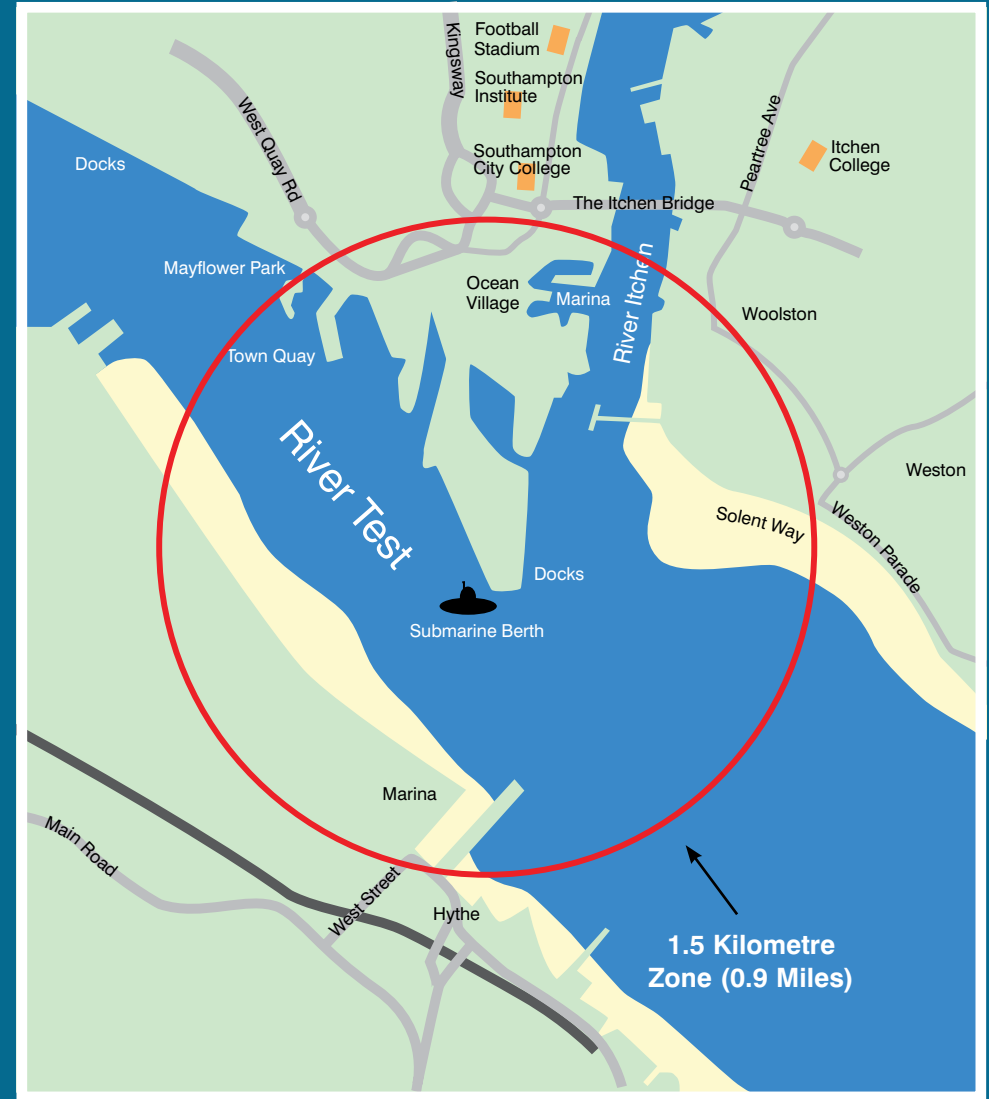 Football
Stadium
Kingsway
Southampton
Institute
West Quay Rd
Peartree Ave
Southampton
City College
Itchen
College
Docks
The Itchen Bridge
Mayflower Park
Ocean
Village
Marina
River Itchen
Woolston
Town Quay
River Test
Weston
Solent Way
Weston Parade
Docks
Submarine Berth
Marina
Main Road
West Street
Hythe
1.5 Kilometre
Zone (0.9 Miles)